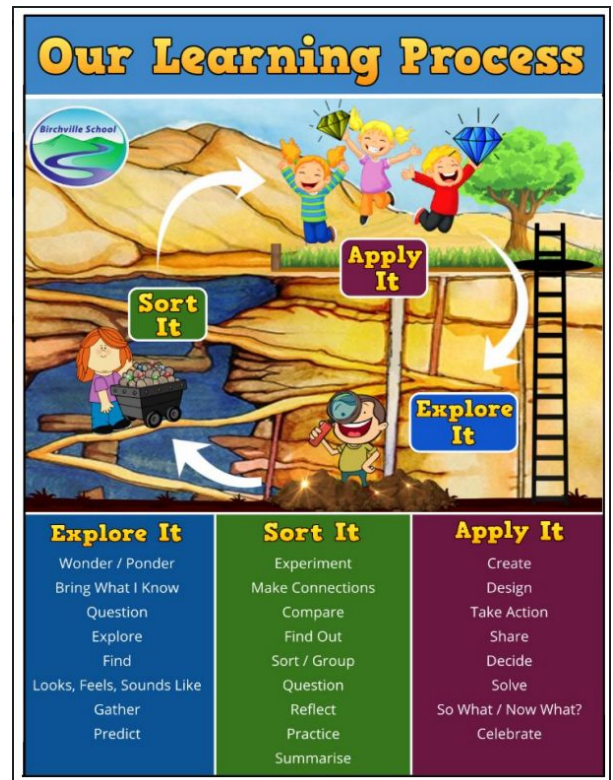 Our Learning Process
Birchville School
Apply
It
Sort
It
Explore
It
Explore It
Wonder / Ponder
Bring What I Know
Question
Explore
Find
Looks, Feels, Sounds Like
Gather
Predict
Sort It
Experiment
Make Connections
Compare
Find Out
Sort / Group
Question
Reflect
Practice
Summarise
Apply It
Create
Design
Take Action
Share
Decide
Solve
So What / Now What?
Celebrate